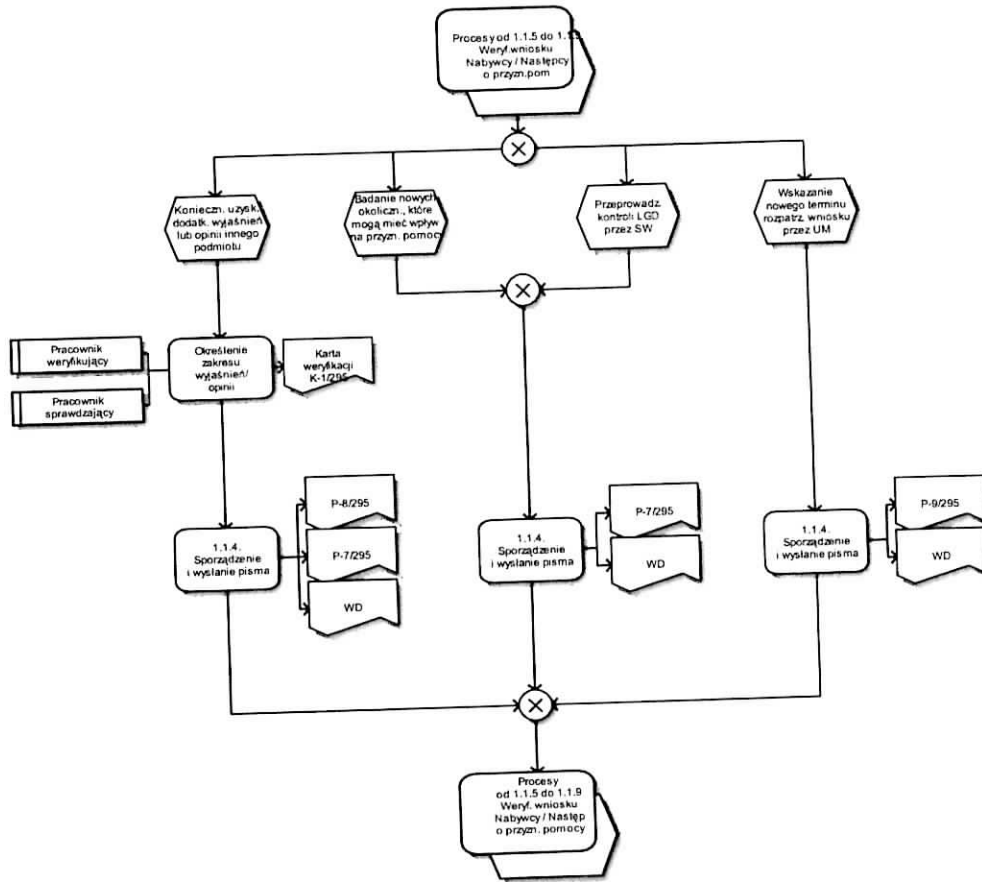 Procesy od 1.1.5 do 1.1.
Weryf.wniosku
Nabywcy / Następcy
o przyzn.pom
Konieczn. uzysk.
dodatk. wyjaśnień
lub opinii innego
podmiotu
Badanie nowych
okoliczn., które
mogą mieć wpływ
na przyzn. pomocy
Przeprowadz.
kontroli LGD
przez SW
Wskazanie
nowego terminu
rozpatrz. wniosku
przez UM
Pracownik
weryfikujący
Pracownik
sprawdzający
Określenie
zakresu
wyjaśnień/
opinii
Karta
weryfikacji
K-1/295
1.1.4.
Sporządzenie
i wysłanie pisma
P-8/295
P-7/295
WD
1.1.4.
Sporządzenie
i wysłanie pisma
P-7/295
WD
1.1.4.
Sporządzenie
i wysłanie pisma
P-9/295
WD
Procesy
od 1.1.5 do 1.1.9
Weryf. wniosku
Nabywcy / Następ
o przyzn. pomocy